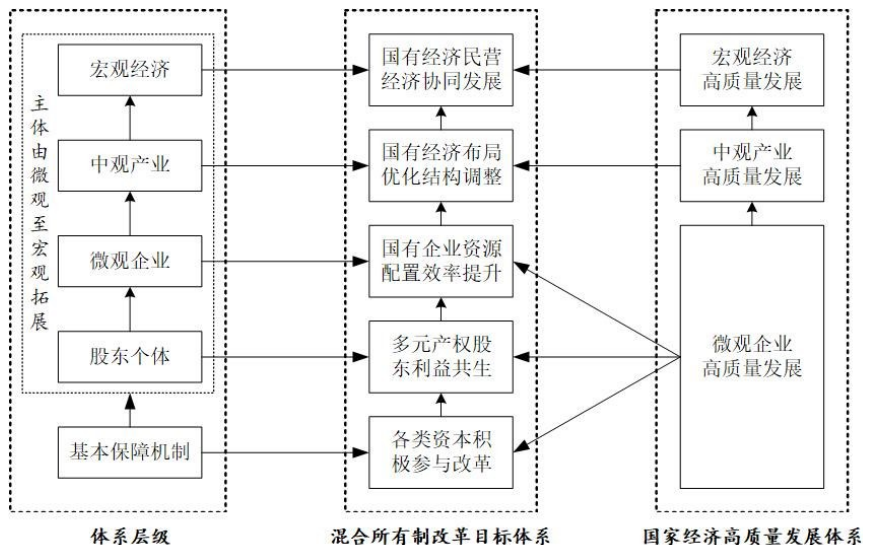 主体由微观至宏观拓展
宏观经济
中观产业
微观企业
股东个体
基本保障机制
体系层级
国有经济民营
经济协同发展
国有经济布局
优化结构调整
国有企业资源
配置效率提升
多元产权股
东利益共生
各类资本积
极参与改革
混合所有制改革目标体系
宏观经济
高质量发展
中观产业
高质量发展
微观企业
高质量发展
国家经济高质量发展体系